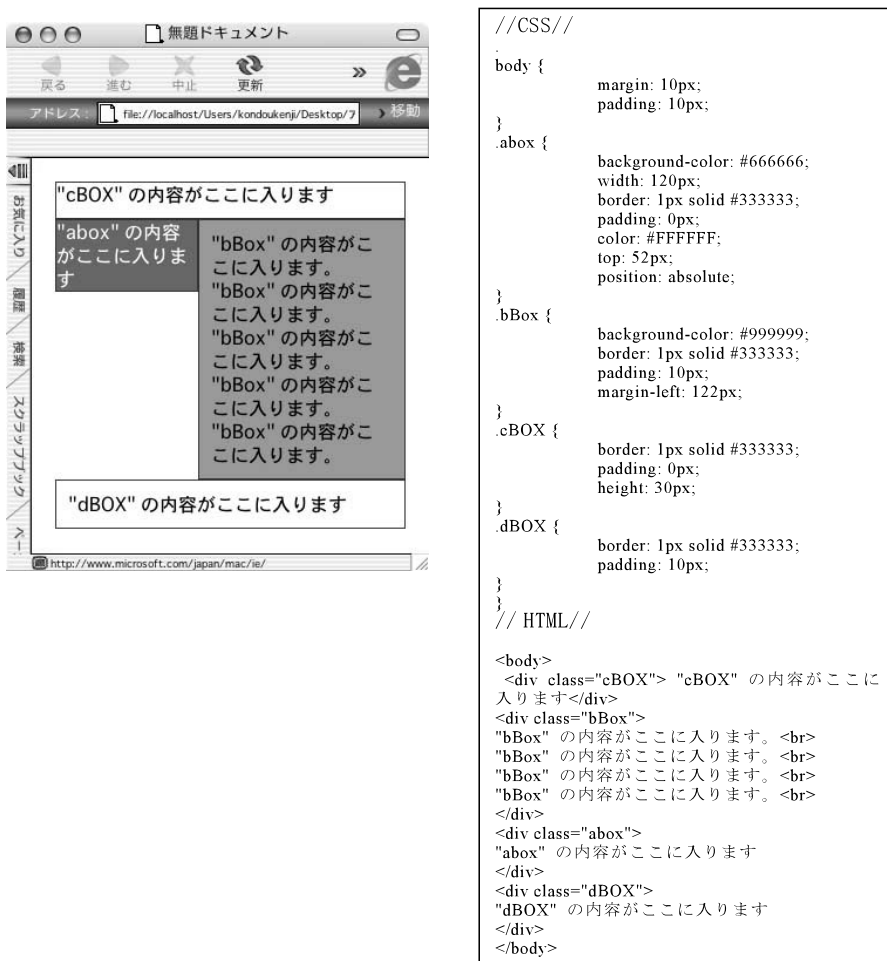 無題ドキュメント
戻る 進む 中止 更新 »
アドレス： file://localhost/Users/kondoukenji/Desktop/ｱ 移動
お気に入り
履歴
検索
スクラップブック
ペー
"cBOX" の内容がここに入ります
"abox" の内容
がここに入りま
す
"bBox" の内容がこ
こに入ります。
"bBox" の内容がこ
こに入ります。
"bBox" の内容がこ
こに入ります。
"bBox" の内容がこ
こに入ります。
"bBox" の内容がこ
こに入ります。
"dBOX" の内容がここに入ります
http://www.microsoft.com/japan/mac/ie/
//CSS//
.
body {
margin: 10px;
padding: 10px;
}
.abox {
background-color: #666666;
width: 120px;
border: 1px solid #333333;
padding: 0px;
color: #FFFFFF;
top: 52px;
position: absolute;
}
.bBox {
background-color: #999999;
border: 1px solid #333333;
padding: 10px;
margin-left: 122px;
}
.cBOX {
border: 1px solid #333333;
padding: 0px;
height: 30px;
}
.dBOX {
border: 1px solid #333333;
padding: 10px;
}
}
// HTML//
<body>
<div class="cBOX"> "cBOX" の内容がここに
入ります</div>
<div class="bBox">
"bBox" の内容がここに入ります。<br>
"bBox" の内容がここに入ります。<br>
"bBox" の内容がここに入ります。<br>
"bBox" の内容がここに入ります。<br>
</div>
<div class="abox">
"abox" の内容がここに入ります
</div>
<div class="dBOX">
"dBOX" の内容がここに入ります
</div>
</body>